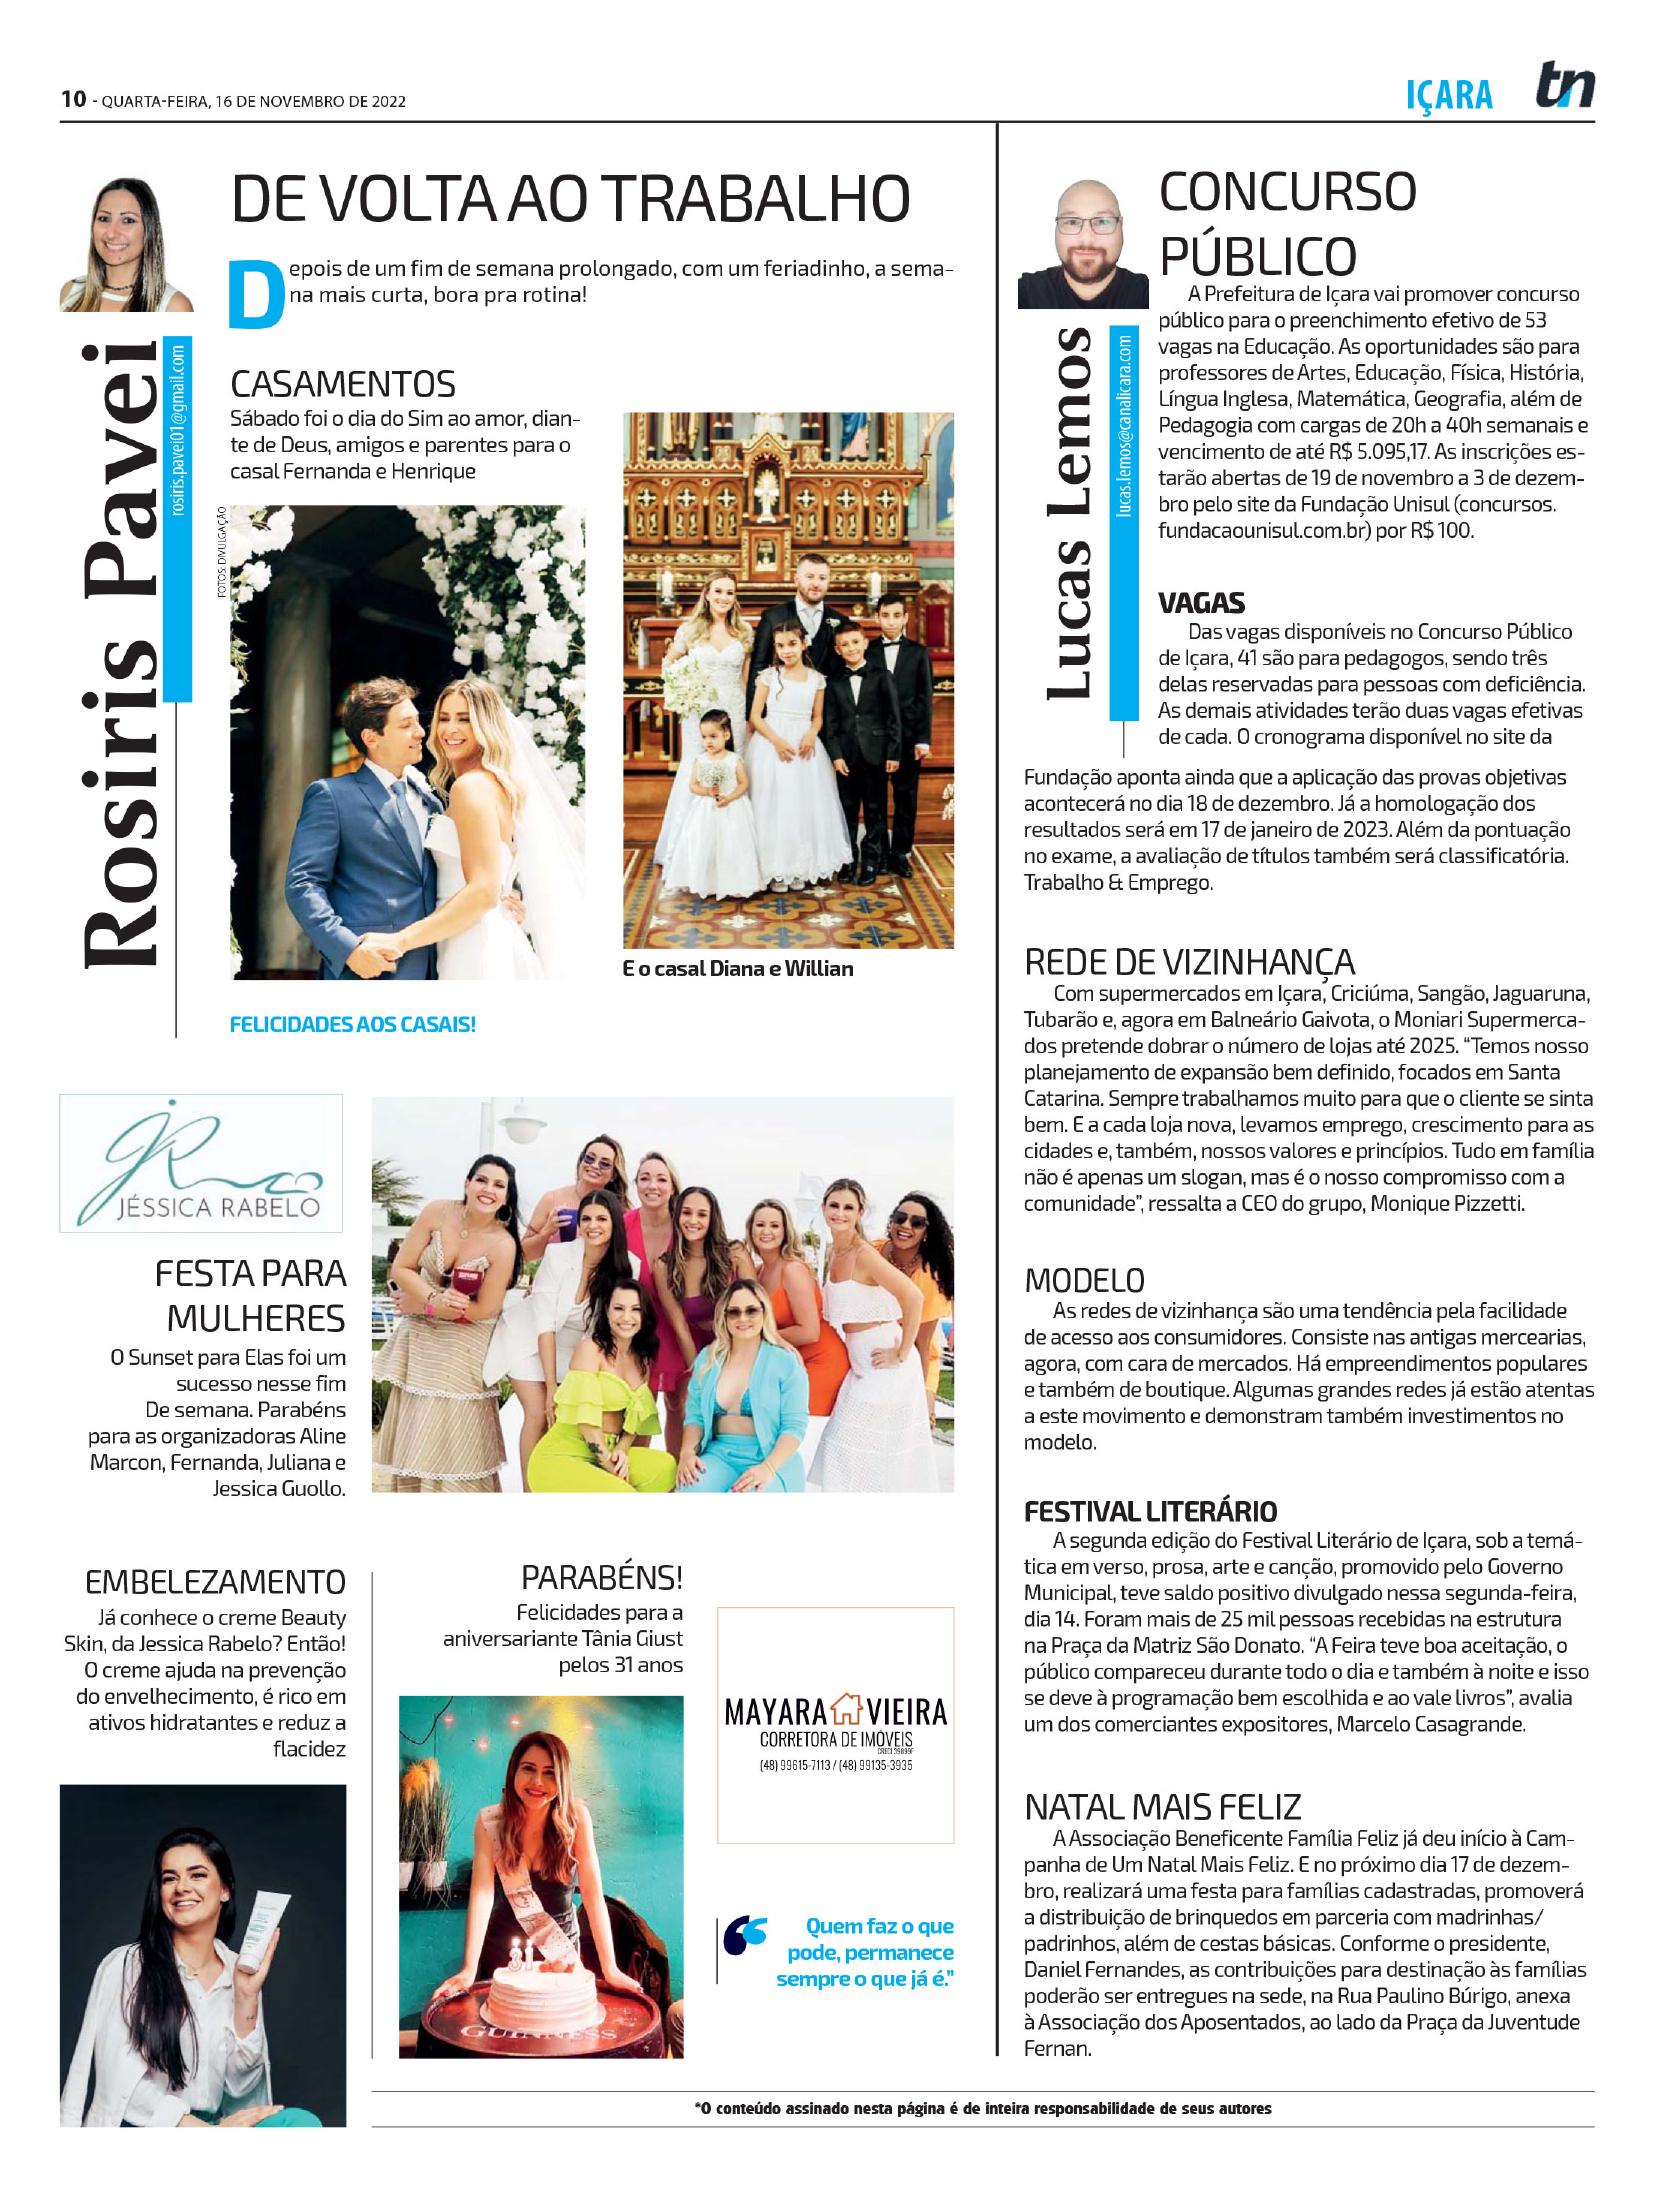 10 - QUARTA-FEIRA, 16 DE NOVEMBRO DE 2022
IÇARA
tn
Rosiris Pavei
rosiris.pavei01@gmail.com
DE VOLTA AO TRABALHO
Depois de um fim de semana prolongado, com um feriadinho, a sema-
na mais curta, bora pra rotina!
CASAMENTOS
Sábado foi o dia do Sim ao amor, dian-
te de Deus, amigos e parentes para o
casal Fernanda e Henrique
FOTOS: DIVULGAÇÃO
E o casal Diana e Willian
FELICIDADES AOS CASAIS!
JR
JÉSSICA RABELO
FESTA PARA
MULHERES
O Sunset para Elas foi um
sucesso nesse fim
De semana. Parabéns
para as organizadoras Aline
Marcon, Fernanda, Juliana e
Jessica Guollo.
EMBELEZAMENTO
Já conhece o creme Beauty
Skin, da Jessica Rabelo? Então!
O creme ajuda na prevenção
do envelhecimento, é rico em
ativos hidratantes e reduz a
flacidez
PARABÉNS!
Felicidades para a
aniversariante Tânia Giust
pelos 31 anos
31
GUINNESS
MAYARA VIEIRA
CORRETORA DE IMÓVEIS
CRECI 39899F
(48) 99615-7113 / (48) 99135-3935
Quem faz o que
pode, permanece
sempre o que já é.”
Lucas Lemos
lucas.lemos@canalicara.com
CONCURSO
PÚBLICO
A Prefeitura de Içara vai promover concurso
público para o preenchimento efetivo de 53
vagas na Educação. As oportunidades são para
professores de Artes, Educação, Física, História,
Língua Inglesa, Matemática, Geografia, além de
Pedagogia com cargas de 20h a 40h semanais e
vencimento de até R$ 5.095,17. As inscrições es-
tarão abertas de 19 de novembro a 3 de dezem-
bro pelo site da Fundação Unisul (concursos.
fundacaounisul.com.br) por R$ 100.
VAGAS
Das vagas disponíveis no Concurso Público
de Içara, 41 são para pedagogos, sendo três
delas reservadas para pessoas com deficiência.
As demais atividades terão duas vagas efetivas
de cada. O cronograma disponível no site da
Fundação aponta ainda que a aplicação das provas objetivas
acontecerá no dia 18 de dezembro. Já a homologação dos
resultados será em 17 de janeiro de 2023. Além da pontuação
no exame, a avaliação de títulos também será classificatória.
Trabalho & Emprego.
REDE DE VIZINHANÇA
Com supermercados em Içara, Criciúma, Sangão, Jaguaruna,
Tubarão e, agora em Balneário Gaivota, o Moniari Supermerca-
dos pretende dobrar o número de lojas até 2025. “Temos nosso
planejamento de expansão bem definido, focados em Santa
Catarina. Sempre trabalhamos muito para que o cliente se sinta
bem. E a cada loja nova, levamos emprego, crescimento para as
cidades e, também, nossos valores e princípios. Tudo em família
não é apenas um slogan, mas é o nosso compromisso com a
comunidade”, ressalta a CEO do grupo, Monique Pizzetti.
MODELO
As redes de vizinhança são uma tendência pela facilidade
de acesso aos consumidores. Consiste nas antigas mercearias,
agora, com cara de mercados. Há empreendimentos populares
e também de boutique. Algumas grandes redes já estão atentas
a este movimento e demonstram também investimentos no
modelo.
FESTIVAL LITERÁRIO
A segunda edição do Festival Literário de Içara, sob a temá-
tica em verso, prosa, arte e canção, promovido pelo Governo
Municipal, teve saldo positivo divulgado nessa segunda-feira,
dia 14. Foram mais de 25 mil pessoas recebidas na estrutura
na Praça da Matriz São Donato. “A Feira teve boa aceitação, o
público compareceu durante todo o dia e também à noite e isso
se deve à programação bem escolhida e ao vale livros”, avalia
um dos comerciantes expositores, Marcelo Casagrande.
NATAL MAIS FELIZ
A Associação Beneficente Família Feliz já deu início à Cam-
panha de Um Natal Mais Feliz. E no próximo dia 17 de dezem-
bro, realizará uma festa para famílias cadastradas, promoverá
a distribuição de brinquedos em parceria com madrinhas/
padrinhos, além de cestas básicas. Conforme o presidente,
Daniel Fernandes, as contribuições para destinação às famílias
poderão ser entregues na sede, na Rua Paulino Búrigo, anexa
à Associação dos Aposentados, ao lado da Praça da Juventude
Fernan.
*O conteúdo assinado nesta página é de inteira responsabilidade de seus autores